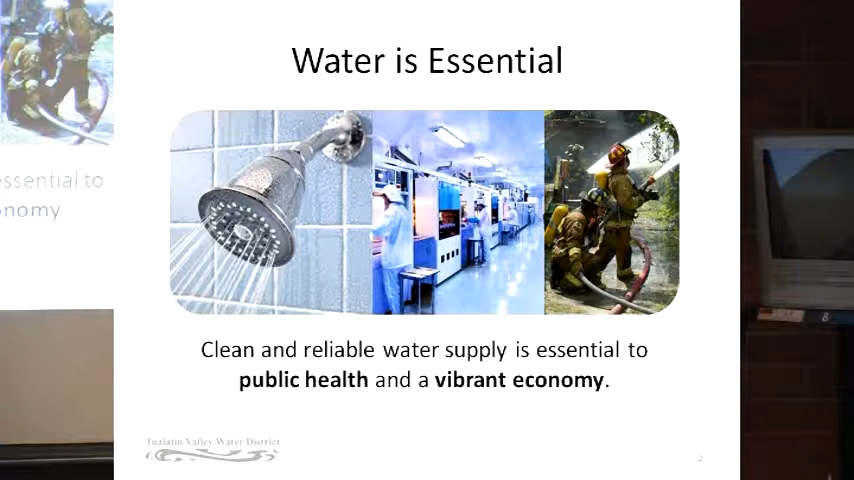 Water is Essential
essential to
onomy
Clean and reliable water supply is essential to
public health and a vibrant economy.
Tualatin Valley Water District
2